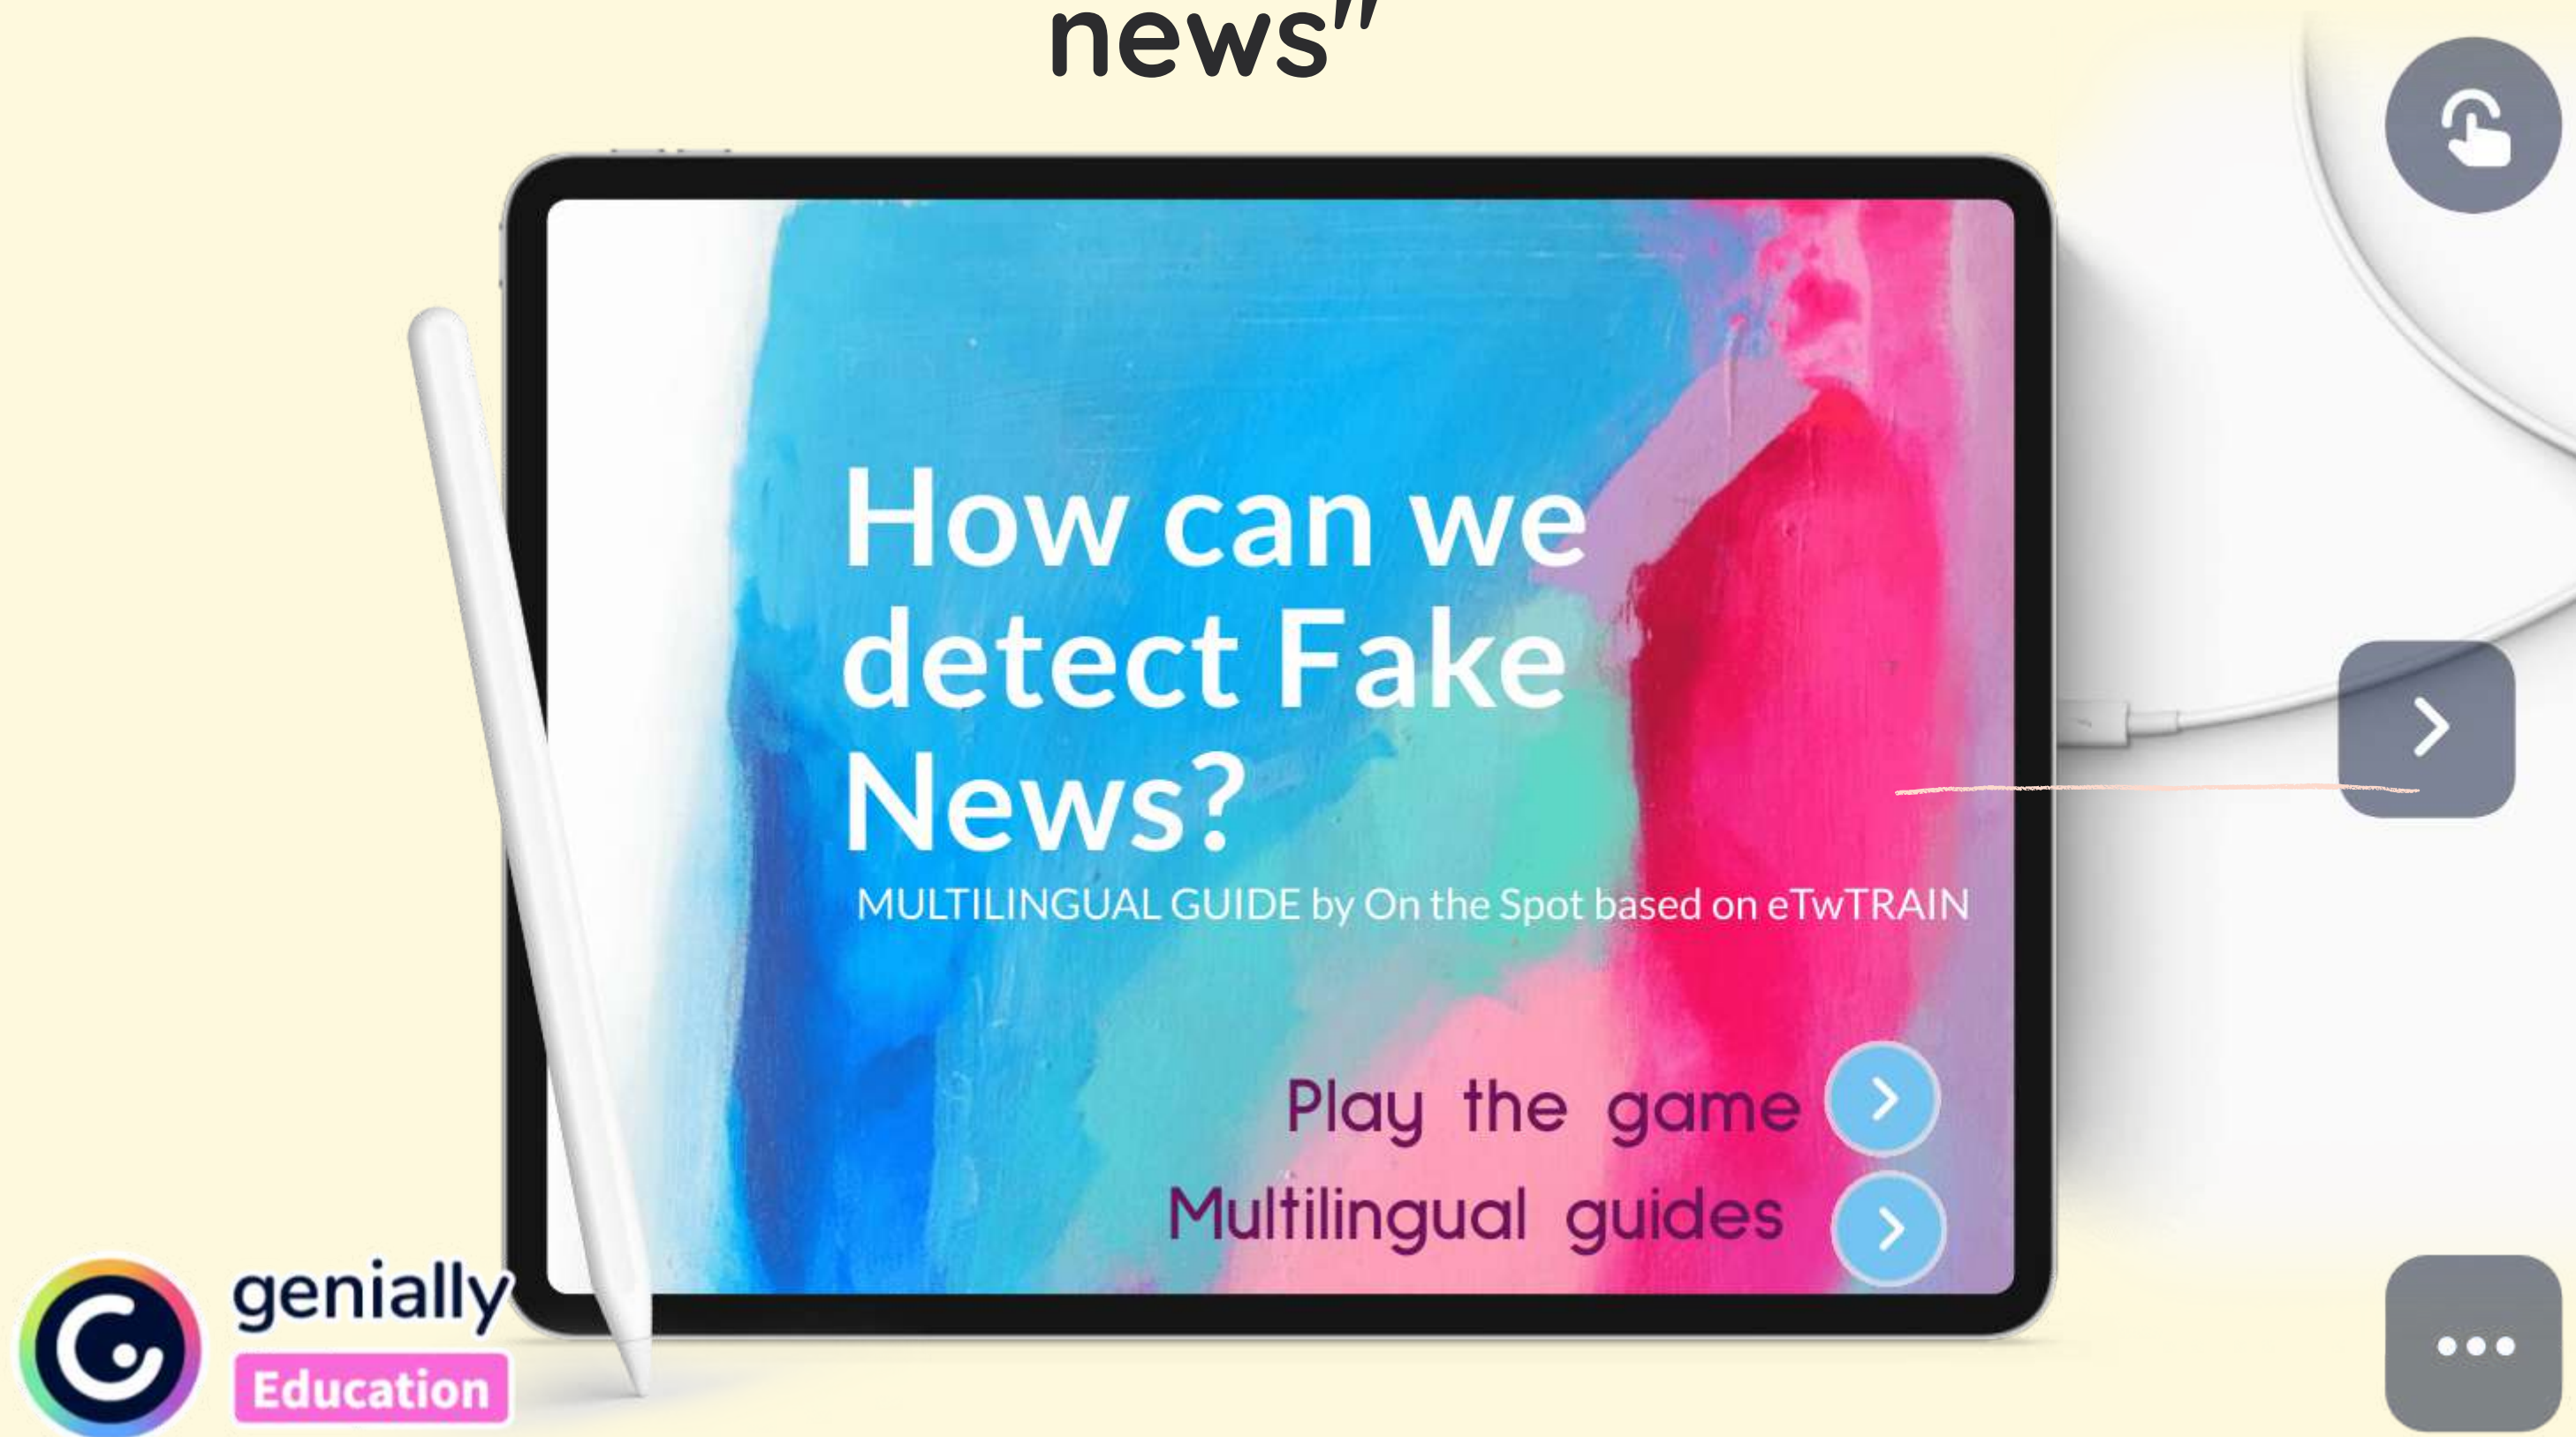 news"
How can we
detect Fake
News?
MULTILINGUAL GUIDE by On the Spot based on eTwTRAIN
Play the game
Multilingual guides
genially
Education